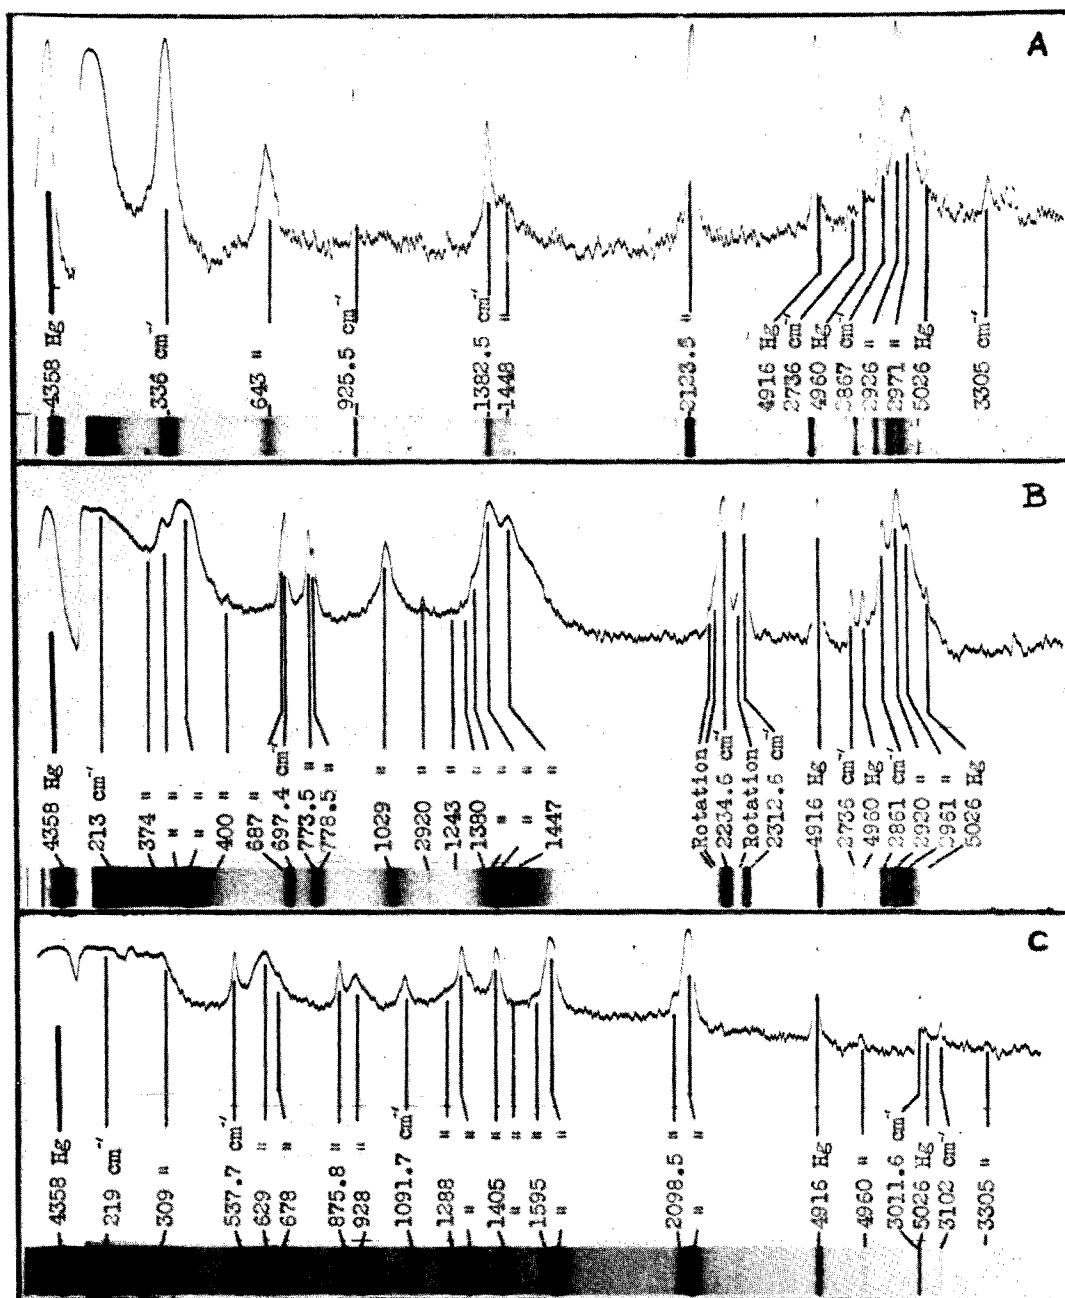 A
4358 Hg
336 cm⁻¹
643 "
925.5 cm⁻¹
1382.5 cm⁻¹
1448 "
2123.5 "
4916 Hg
2736 cm⁻¹
4960 Hg
2867 cm⁻¹
2926 "
2971 "
5026 Hg
3305 cm⁻¹
B
4358 Hg
213 cm⁻¹
374 "
" "
" "
400 "
687 "
697.4 cm⁻¹
773.5 "
778.5 "
1029 "
2920 "
1243 "
1380 "
" "
" "
1447 "
Rotation
2234.6 cm⁻¹
Rotation
2312.6 cm⁻¹
4916 Hg
2736 cm⁻¹
4960 Hg
2861 cm⁻¹
2920 "
2961 "
5026 Hg
C
4358 Hg
219 cm⁻¹
309 "
537.7 cm⁻¹
629 "
678 "
875.8 "
928 "
1091.7 cm⁻¹
1288 "
" "
1405 "
" "
1595 "
" "
2098.5 "
" "
4916 Hg
4960 "
3011.6 cm⁻¹
5026 Hg
3102 cm⁻¹
3305 "